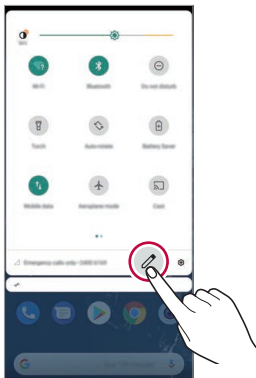 Wi-Fi Bluetooth Do not disturb
Torch Auto-rotate Battery Saver
Mobile data Aeroplane mode Cast
Emergency calls only
G